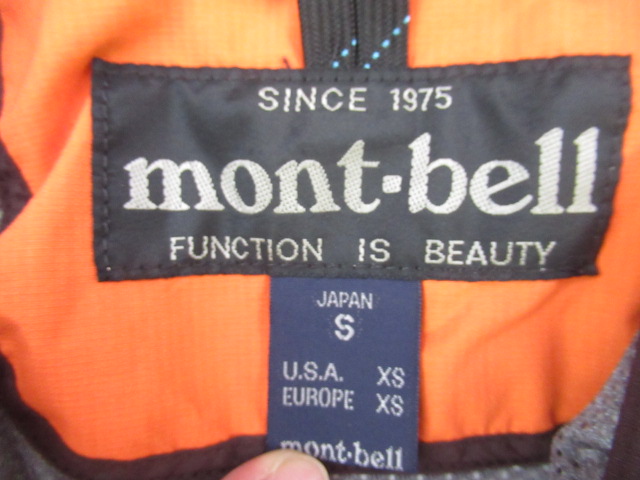 SINCE 1975
mont·bell
FUNCTION IS BEAUTY
JAPAN
S
U.S.A. XS
EUROPE XS
mont·bell